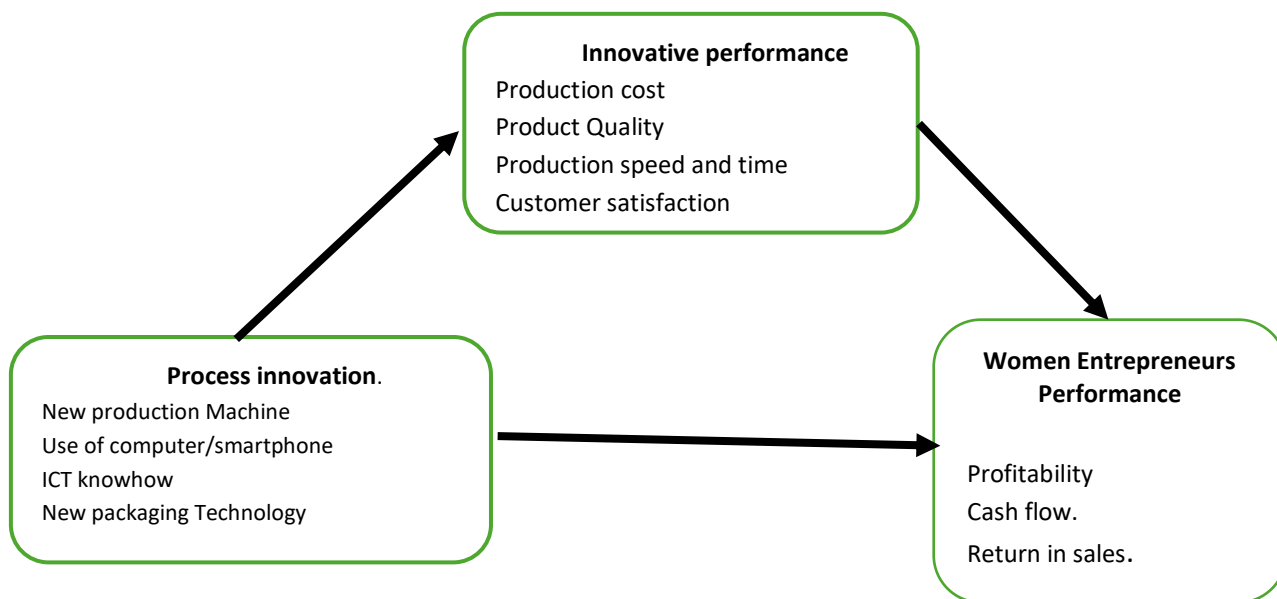 Innovative performance
Production cost
Product Quality
Production speed and time
Customer satisfaction
Process innovation.
New production Machine
Use of computer/smartphone
ICT knowhow
New packaging Technology
Women Entrepreneurs
Performance
Profitability
Cash flow.
Return in sales.